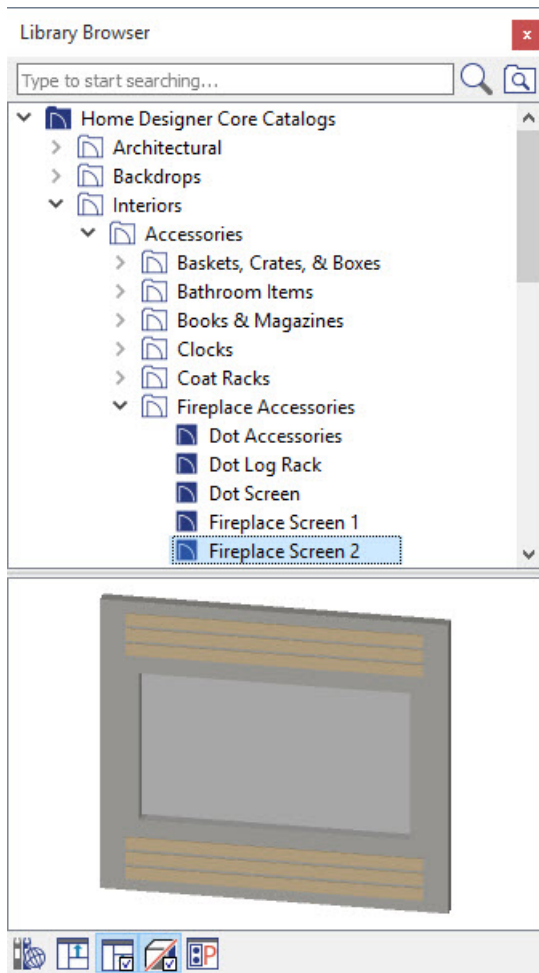 Library Browser
x
Type to start searching...
Home Designer Core Catalogs
Architectural
Backdrops
Interiors
Accessories
Baskets, Crates, & Boxes
Bathroom Items
Books & Magazines
Clocks
Coat Racks
Fireplace Accessories
Dot Accessories
Dot Log Rack
Dot Screen
Fireplace Screen 1
Fireplace Screen 2
P